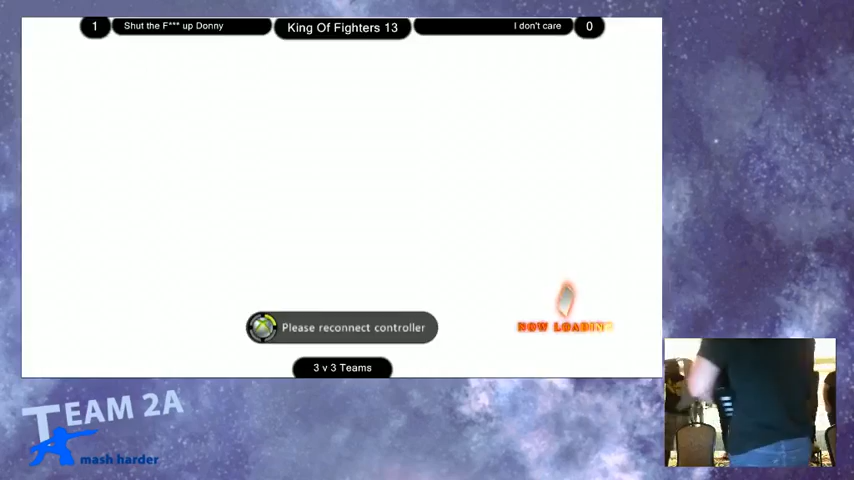 1
Shut the F*** up Donny
King Of Fighters 13
I don't care
0
Please reconnect controller
NOW LOADING
3 v 3 Teams
TEAM 2A
mash harder